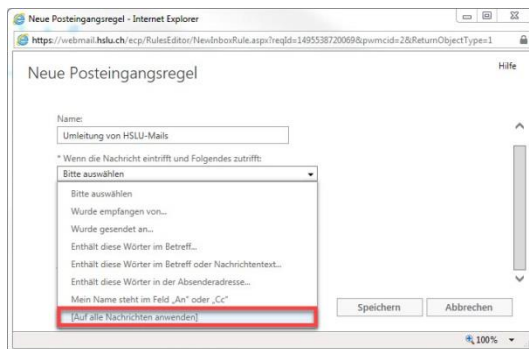 Neue Posteingangsregel - Internet Explorer
https://webmail.hslu.ch/ecp/RulesEditor/NewInboxRule.aspx?reqId=1495538720069&pwmcid=2&ReturnObjectType=1
Hilfe
Neue Posteingangsregel
Name:
Umleitung von HSLU-Mails
* Wenn die Nachricht eintrifft und Folgendes zutrifft:
Bitte auswählen
Bitte auswählen
Wurde empfangen von...
Wurde gesendet an...
Enthält diese Wörter im Betreff...
Enthält diese Wörter im Betreff oder Nachrichtentext...
Enthält diese Wörter in der Absenderadresse...
Mein Name steht im Feld „An" oder „Cc"
[Auf alle Nachrichten anwenden]
Speichern Abbrechen
100%